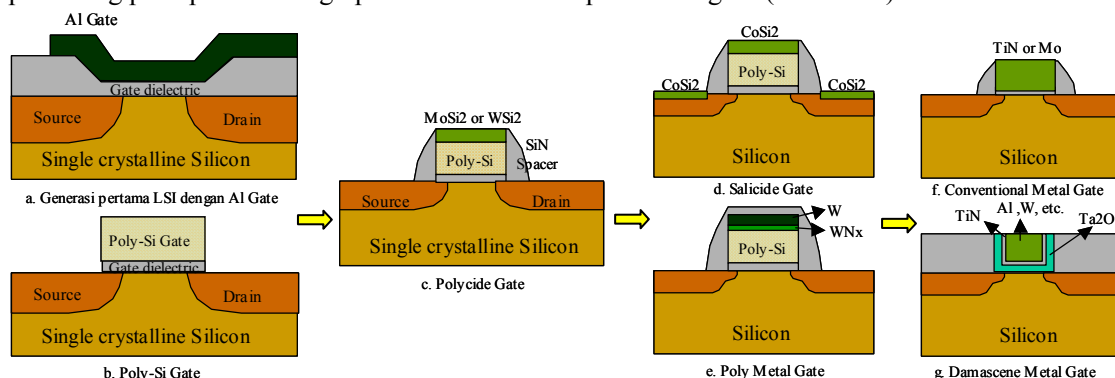 Al Gate
Gate dielectric
Source
Drain
Single crystalline Silicon
a. Generasi pertama LSI dengan Al Gate
Poly-Si Gate
Gate dielectric
Source
Drain
Single crystalline Silicon
b. Poly-Si Gate
MoSi2 or WSi2
Poly-Si
SiN
Spacer
Source
Drain
Single crystalline Silicon
c. Polycide Gate
CoSi2
Poly-Si
CoSi2
CoSi2
Silicon
d. Salicide Gate
W
WNx
Poly-Si
Silicon
e. Poly Metal Gate
TiN or Mo
Silicon
f. Conventional Metal Gate
Al ,W, etc.
TiN
Ta2O
Silicon
g. Damascene Metal Gate